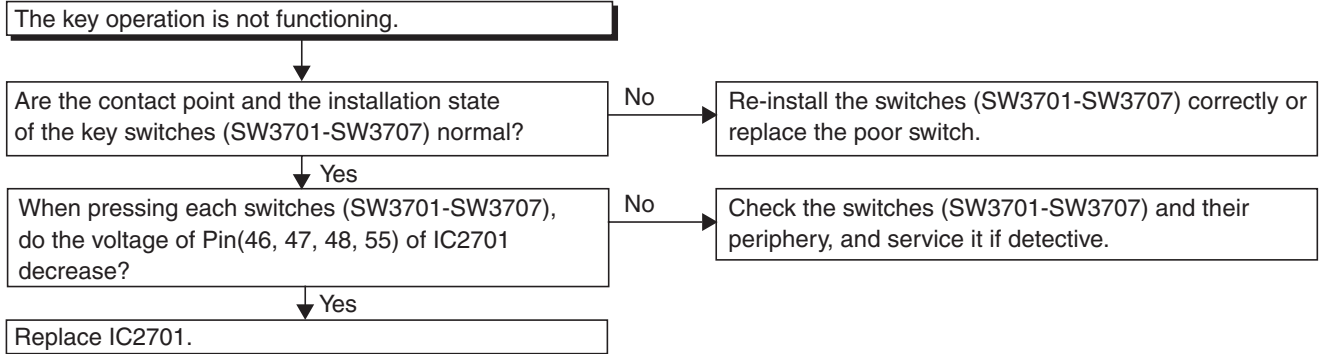 The key operation is not functioning.
Are the contact point and the installation state
of the key switches (SW3701-SW3707) normal?
No
Re-install the switches (SW3701-SW3707) correctly or
replace the poor switch.
Yes
When pressing each switches (SW3701-SW3707),
do the voltage of Pin(46, 47, 48, 55) of IC2701
decrease?
No
Check the switches (SW3701-SW3707) and their
periphery, and service it if detective.
Yes
Replace IC2701.